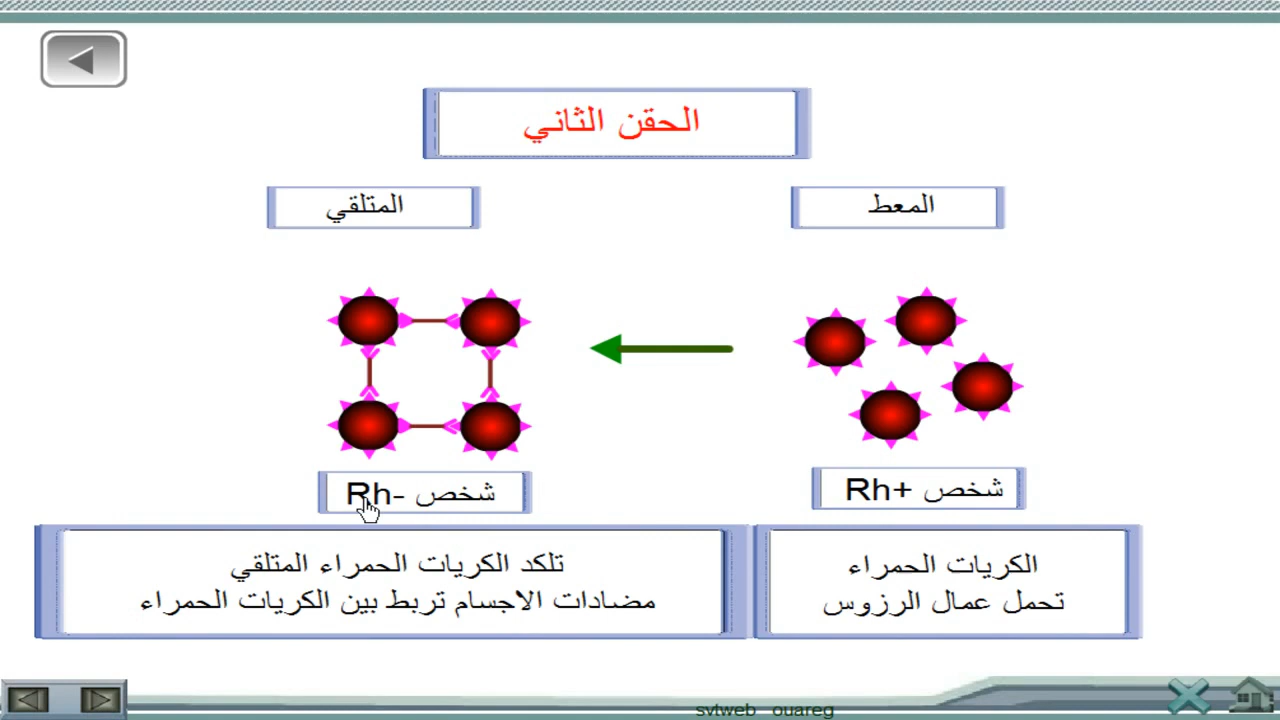 الحقن الثاني
المعط
المتلقي
شخص Rh+
شخص Rh-
الكريات الحمراء
تحمل عمال الرزوس
تلكد الكريات الحمراء المتلقي
مضادات الاجسام تربط بين الكريات الحمراء
svtweb ouareg